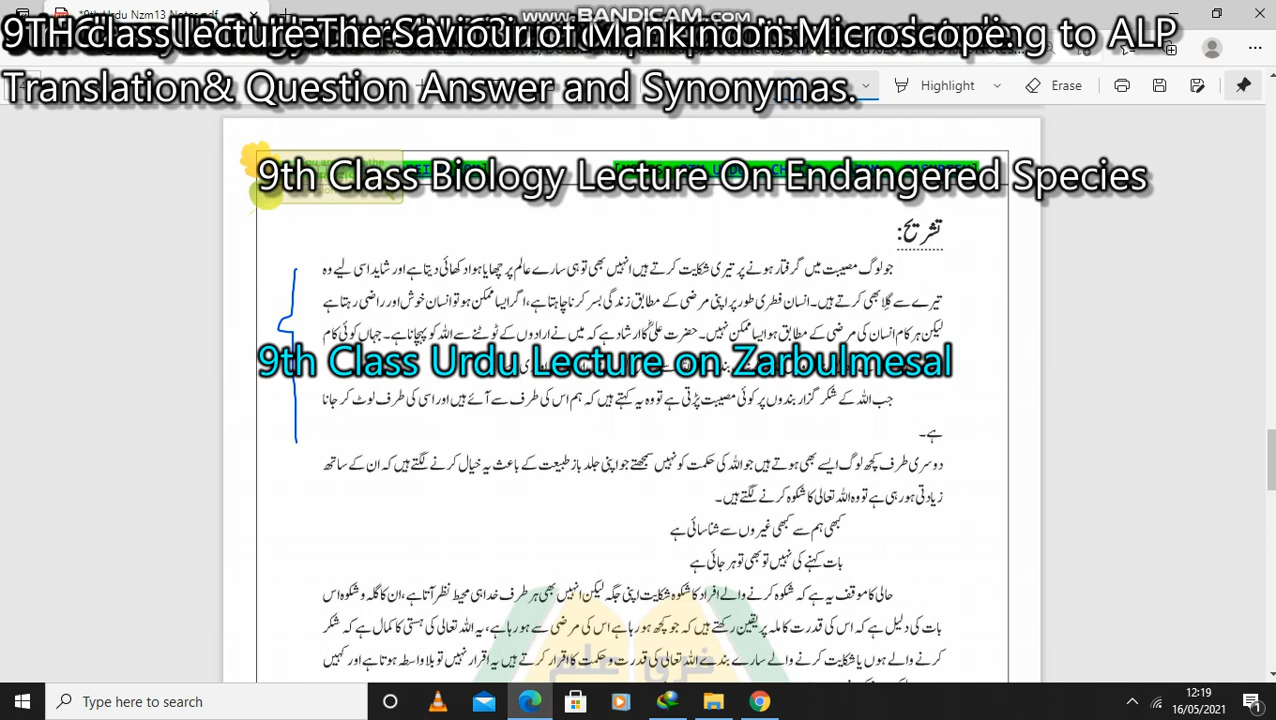 *9th Urdu Nzm13 Notes.pdf
www.BANDICAM.com
9TH class lecture The Saviour of Mankind
Microscope
to ALP
Translation& Question Answer and Synonymas.
Highlight
Erase
9th Class Biology Lecture On Endangered Species
تشریح:
جو لوگ مصیبت میں گرفتار ہونے پر تیری شکایت کرتے ہیں انہیں بھی تو ہی سارے عالم پر چھایا ہوا دکھائی دیتا ہے اور شاید اسی لیے وہ
تیرے سے گلِا بھی کرتے ہیں۔ انسان فطری طور پر اپنی مرضی کے مطابق زندگی بسر کرنا چاہتا ہے، اگر ایسا ممکن ہو تو انسان خوش اور راضی رہتا ہے
لیکن ہر کام انسان کی مرضی کے مطابق ہو ایسا ممکن نہیں۔ حضرت علیؓ کا ارشاد ہے کہ میں نے ارادوں کے ٹوٹنے سے اللہ کو پہچانا ہے۔ جہاں کوئی کام
9th Class Urdu Lecture on Zarbulmesal
جب اللہ کے شکر گزار بندوں پر کوئی مصیبت پڑتی ہے تو وہ یہ کہتے ہیں کہ ہم اس کی طرف سے آئے ہیں اور اسی کی طرف لوٹ کر جانا
ہے۔
دوسری طرف کچھ لوگ ایسے بھی ہوتے ہیں جو اللہ کی حکمت کو نہیں سمجھتے جو اپنی جلد باز طبیعت کے باعث یہ خیال کرنے لگتے ہیں کہ ان کے ساتھ
زیادتی ہو رہی ہے تو وہ اللہ تعالی کا شکوہ کرنے لگتے ہیں۔
کبھی ہم سے کبھی غیروں سے شناسائی ہے
بات کہنے کی نہیں تو بھی تو ہر جائی ہے
حالی کا موقف یہ ہے کہ شکوہ کرنے والے افراد کا شکوہ شکایت اپنی جگہ لیکن انہیں بھی ہر طرف خدا ہی محیط نظر آتا ہے، ان کا گلہ و شکوہ اس
بات کی دلیل ہے کہ اس کی قدرت کاملہ پر یقین رکھتے ہیں کہ جو کچھ ہو رہا ہے اس کی مرضی سے ہو رہا ہے، یہ اللہ تعالی کی ہستی کا کمال ہے کہ شکر
کرنے والے ہوں یا شکایت کرنے والے سارے بندے اللہ تعالی کی قدرت و حکمت کا اقرار کرتے ہیں یہ اقرار نہیں تو بلا واسطہ ہوتا ہے اور کہیں
فری علم
Type here to search
12:19
16/05/2021
1